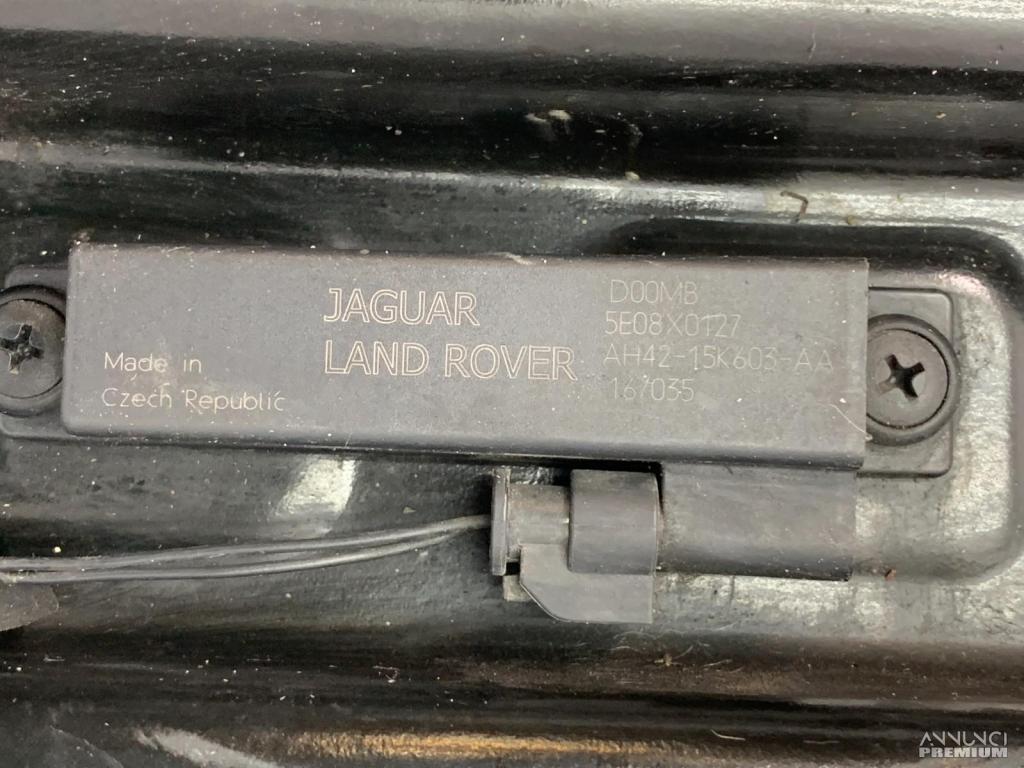 Made in
Czech Republic
JAGUAR
LAND ROVER
D00MB
5E08X0127
AH42-15K603-AA
167035
ANNUNCI
PREMIUM